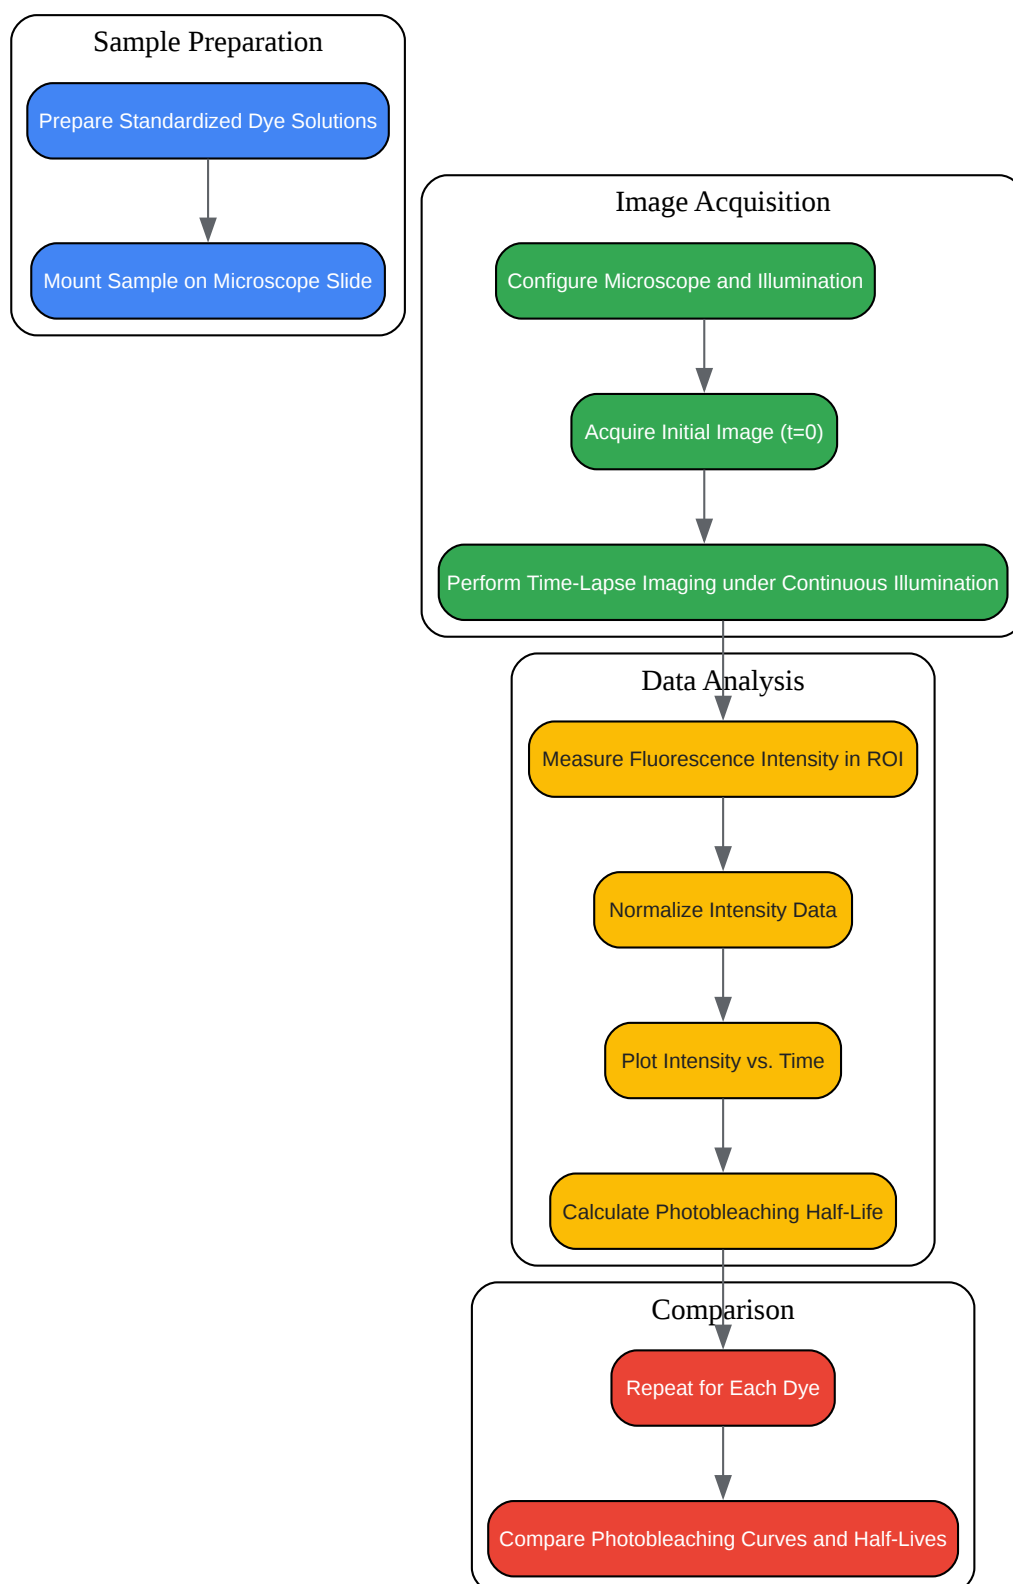 Sample Preparation
Prepare Standardized Dye Solutions
Mount Sample on Microscope Slide
Image Acquisition
Configure Microscope and Illumination
Acquire Initial Image (t=0)
Perform Time-Lapse Imaging under Continuous Illumination
Data Analysis
Measure Fluorescence Intensity in ROI
Normalize Intensity Data
Plot Intensity vs. Time
Calculate Photobleaching Half-Life
Comparison
Repeat for Each Dye
Compare Photobleaching Curves and Half-Lives